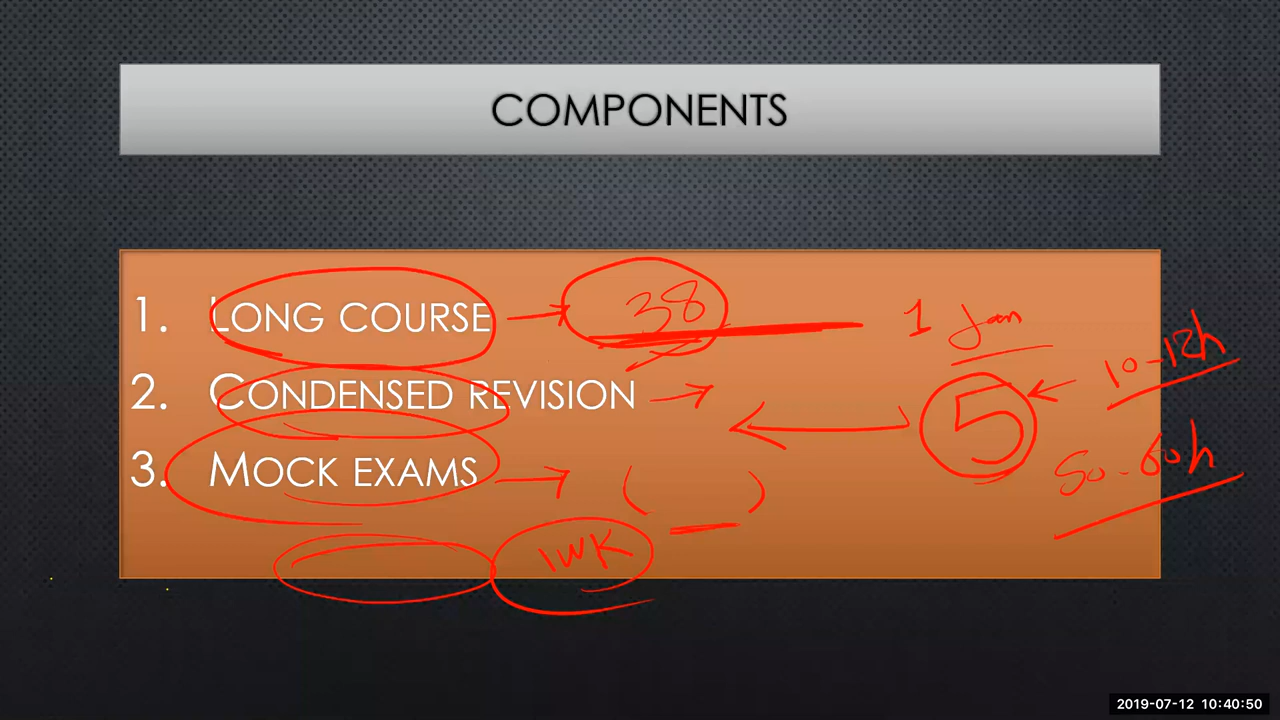 COMPONENTS
1. LONG COURSE → 38
1 Jan
10-12h
2. CONDENSED REVISION →
5
50-60h
3. MOCK EXAMS → ( )
1WK
2019-07-12 10:40:50